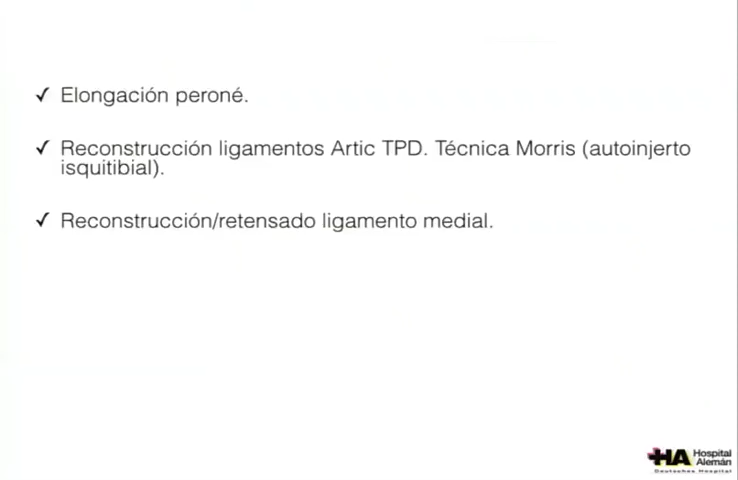 ✓ Elongación peroné.
✓ Reconstrucción ligamentos Artic TPD. Técnica Morris (autoinjerto
isquitibial).
✓ Reconstrucción/retensado ligamento medial.
HA Hospital
Alemán
Deutsches Hospital